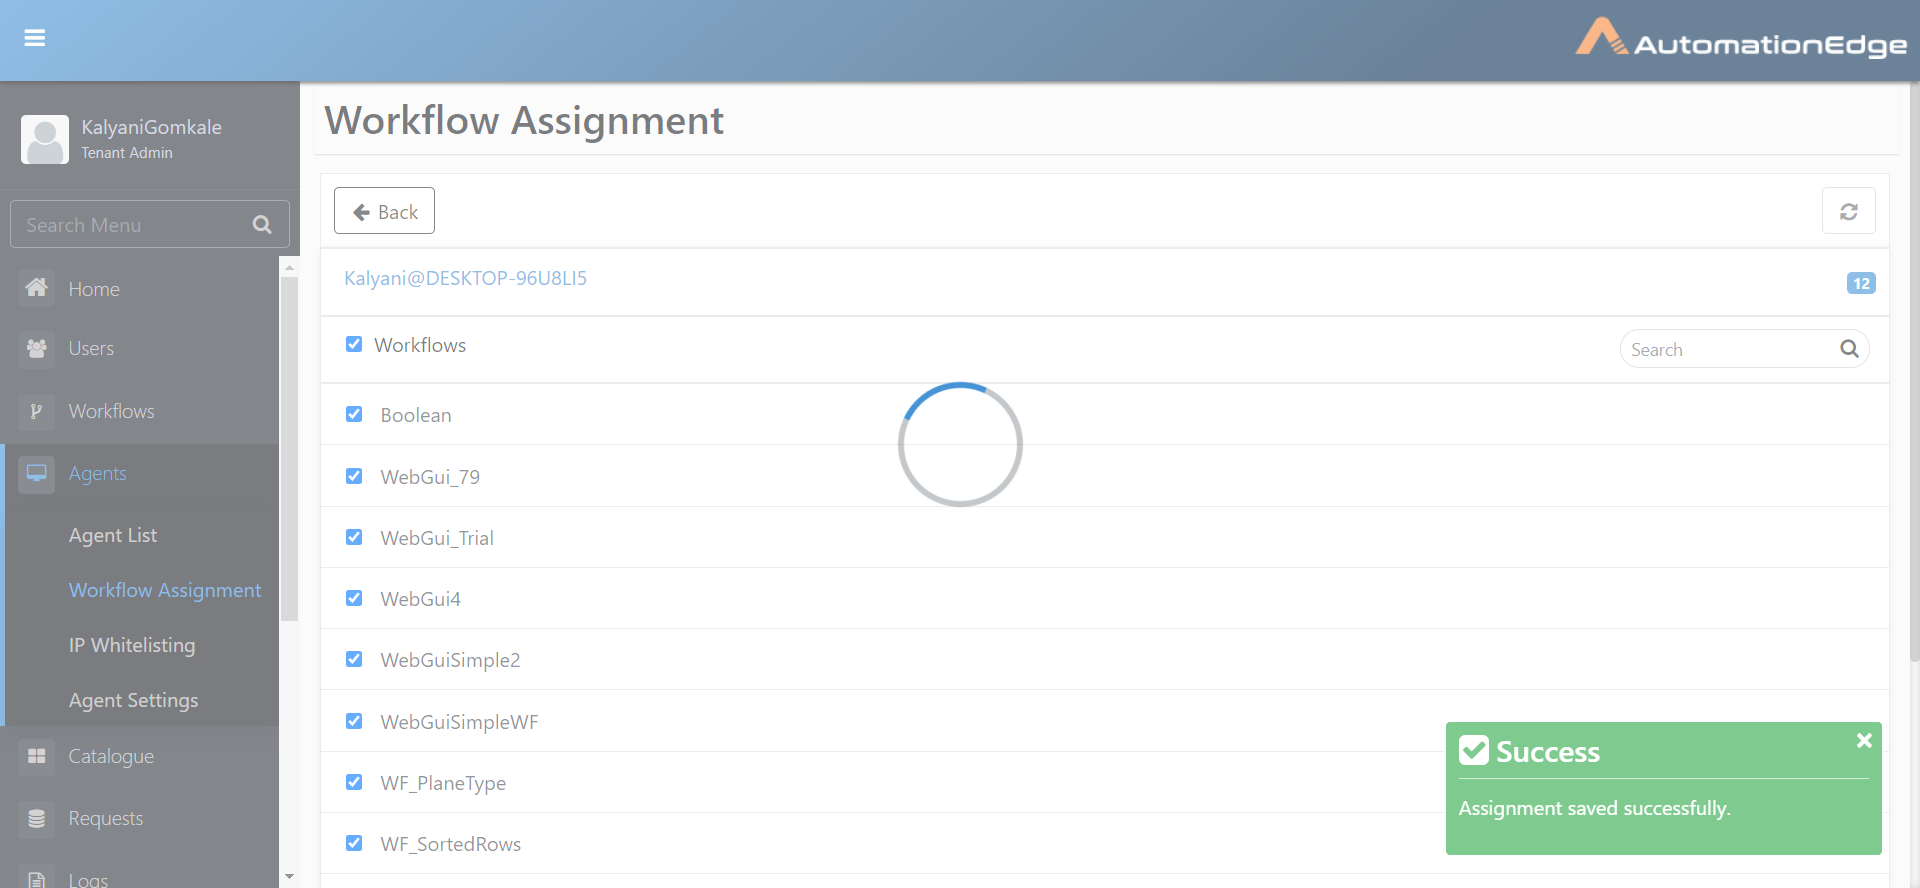 AutomationEdge
KalyaniGomkale
Tenant Admin
Search Menu
Home
Users
Workflows
Agents
Agent List
Workflow Assignment
IP Whitelisting
Agent Settings
Catalogue
Requests
Logs
Workflow Assignment
Back
Kalyani@DESKTOP-96U8LI5
12
Workflows
Search
Boolean
WebGui_79
WebGui_Trial
WebGui4
WebGuiSimple2
WebGuiSimpleWF
WF_PlaneType
WF_SortedRows
Success
Assignment saved successfully.